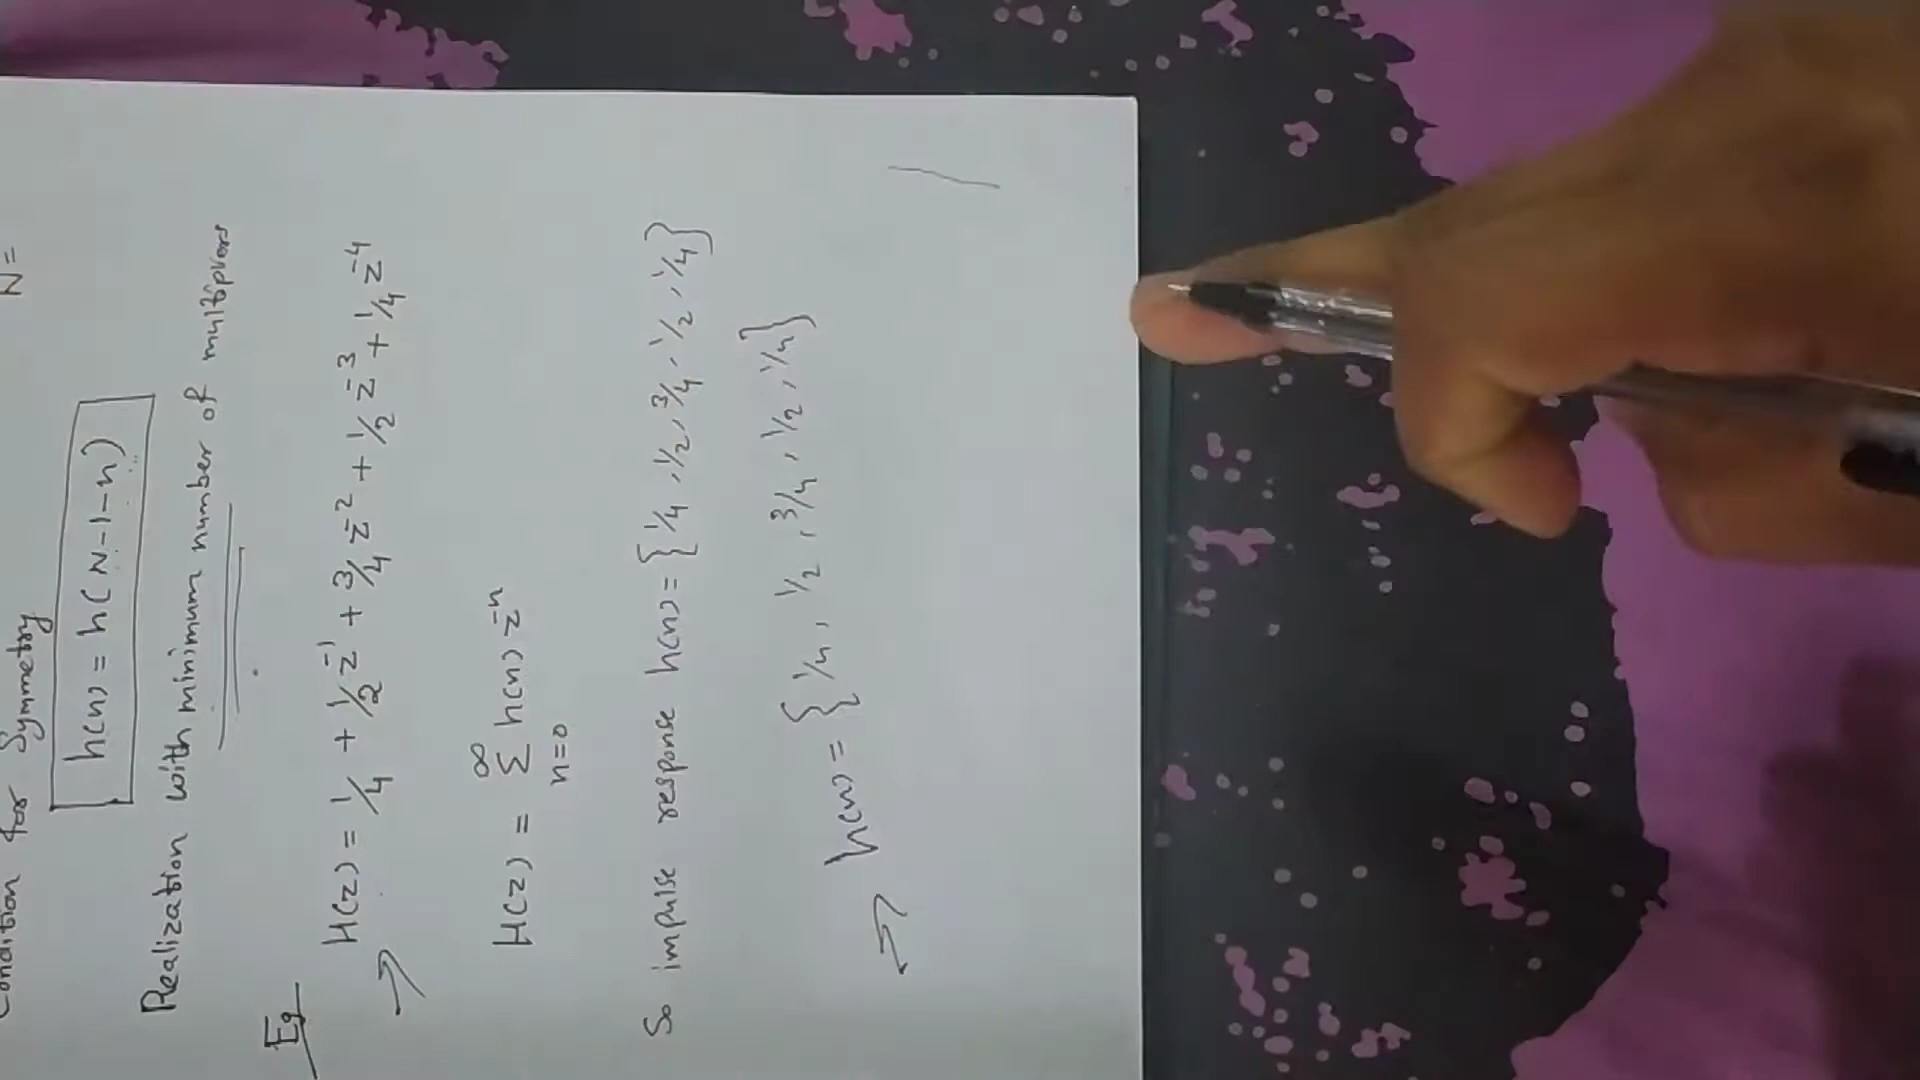 N =
Condition for Symmetry
h(n) = h(N-1-n)
Realization with minimum number of multipliers
Eg
H(z) = 1/4 + 1/2 z^-1 + 3/4 z^-2 + 1/2 z^-3 + 1/4 z^-4
H(z) = ∞ Σ n=0 h(n) z^-n
So impulse response h(n) = {1/4, 1/2, 3/4, 1/2, 1/4}
h(n) = {1/4, 1/2, 3/4, 1/2, 1/4}